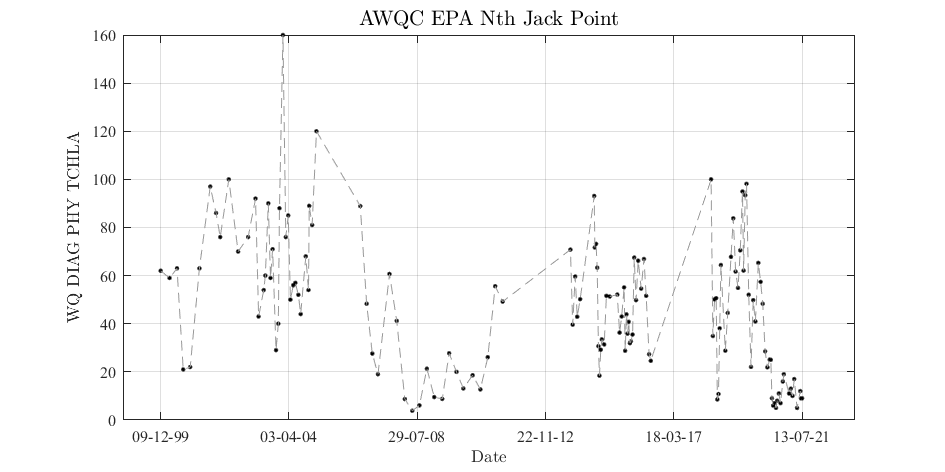 AWQC EPA Nth Jack Point
WQ DIAG PHY TCHLA
160
140
120
100
80
60
40
20
0
09-12-99 03-04-04 29-07-08 22-11-12 18-03-17 13-07-21
Date